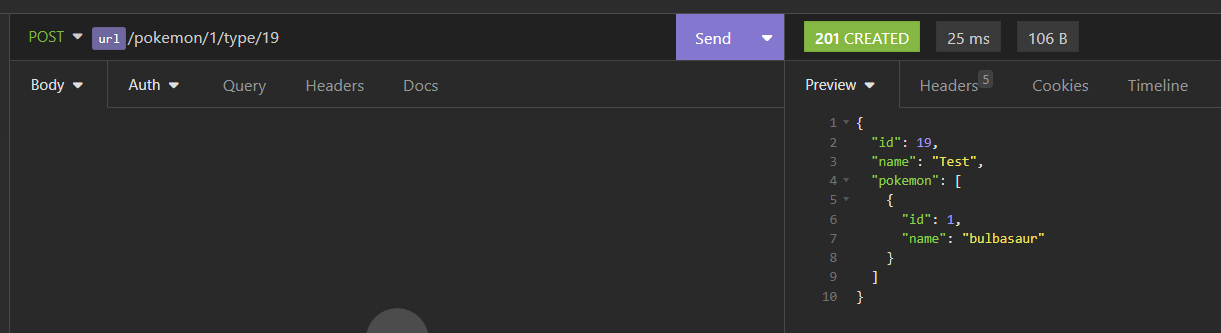 POST url /pokemon/1/type/19 Send 201 CREATED 25 ms 106 B
Body Auth Query Headers Docs Preview Headers 5 Cookies Timeline
1 {
2 "id": 19,
3 "name": "Test",
4 "pokemon": [
5 {
6 "id": 1,
7 "name": "bulbasaur"
8 }
9 ]
10 }